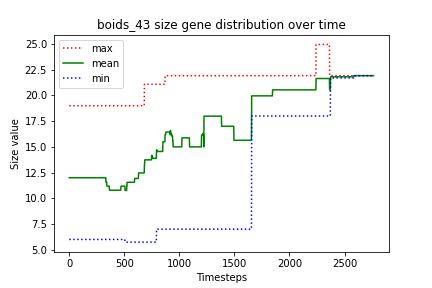 boids_43 size gene distribution over time
max
mean
min
Size value
25.0
22.5
20.0
17.5
15.0
12.5
10.0
7.5
5.0
0 500 1000 1500 2000 2500
Timesteps